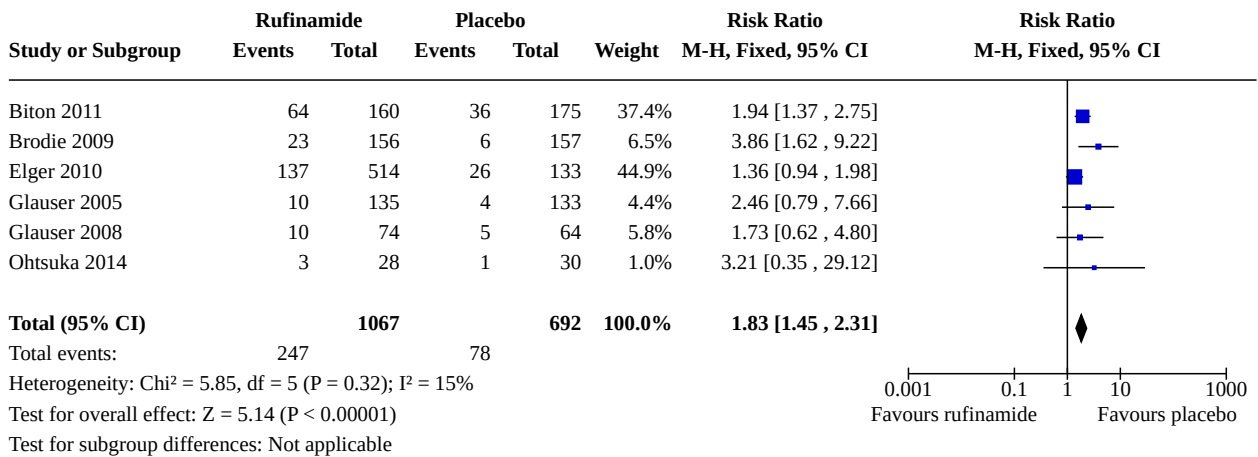 Rufinamide Placebo Risk Ratio Risk Ratio
Study or Subgroup Events Total Events Total Weight M-H, Fixed, 95% CI M-H, Fixed, 95% CI
Biton 2011 64 160 36 175 37.4% 1.94 [1.37 , 2.75]
Brodie 2009 23 156 6 157 6.5% 3.86 [1.62 , 9.22]
Elger 2010 137 514 26 133 44.9% 1.36 [0.94 , 1.98]
Glauser 2005 10 135 4 133 4.4% 2.46 [0.79 , 7.66]
Glauser 2008 10 74 5 64 5.8% 1.73 [0.62 , 4.80]
Ohtsuka 2014 3 28 1 30 1.0% 3.21 [0.35 , 29.12]
Total (95% CI) 1067 692 100.0% 1.83 [1.45 , 2.31]
Total events: 247 78
Heterogeneity: Chi² = 5.85, df = 5 (P = 0.32); I² = 15%
0.001 0.1 1 10 1000
Test for overall effect: Z = 5.14 (P < 0.00001)
Favours rufinamide Favours placebo
Test for subgroup differences: Not applicable